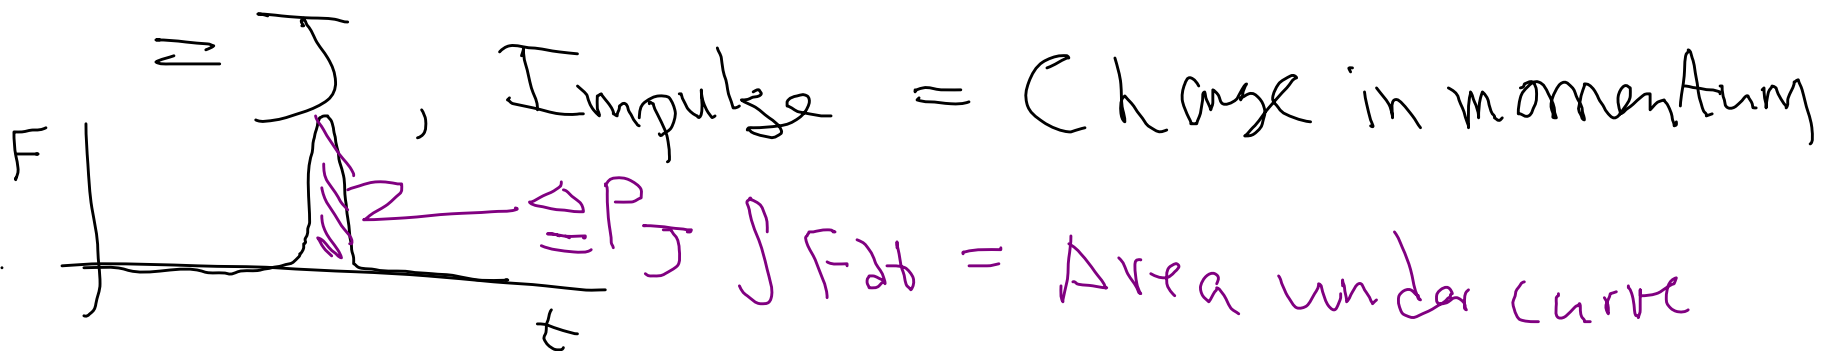 = J, Impulse = Change in momentum
F
ΔP
= J ∫ F dt = Area under curve
t